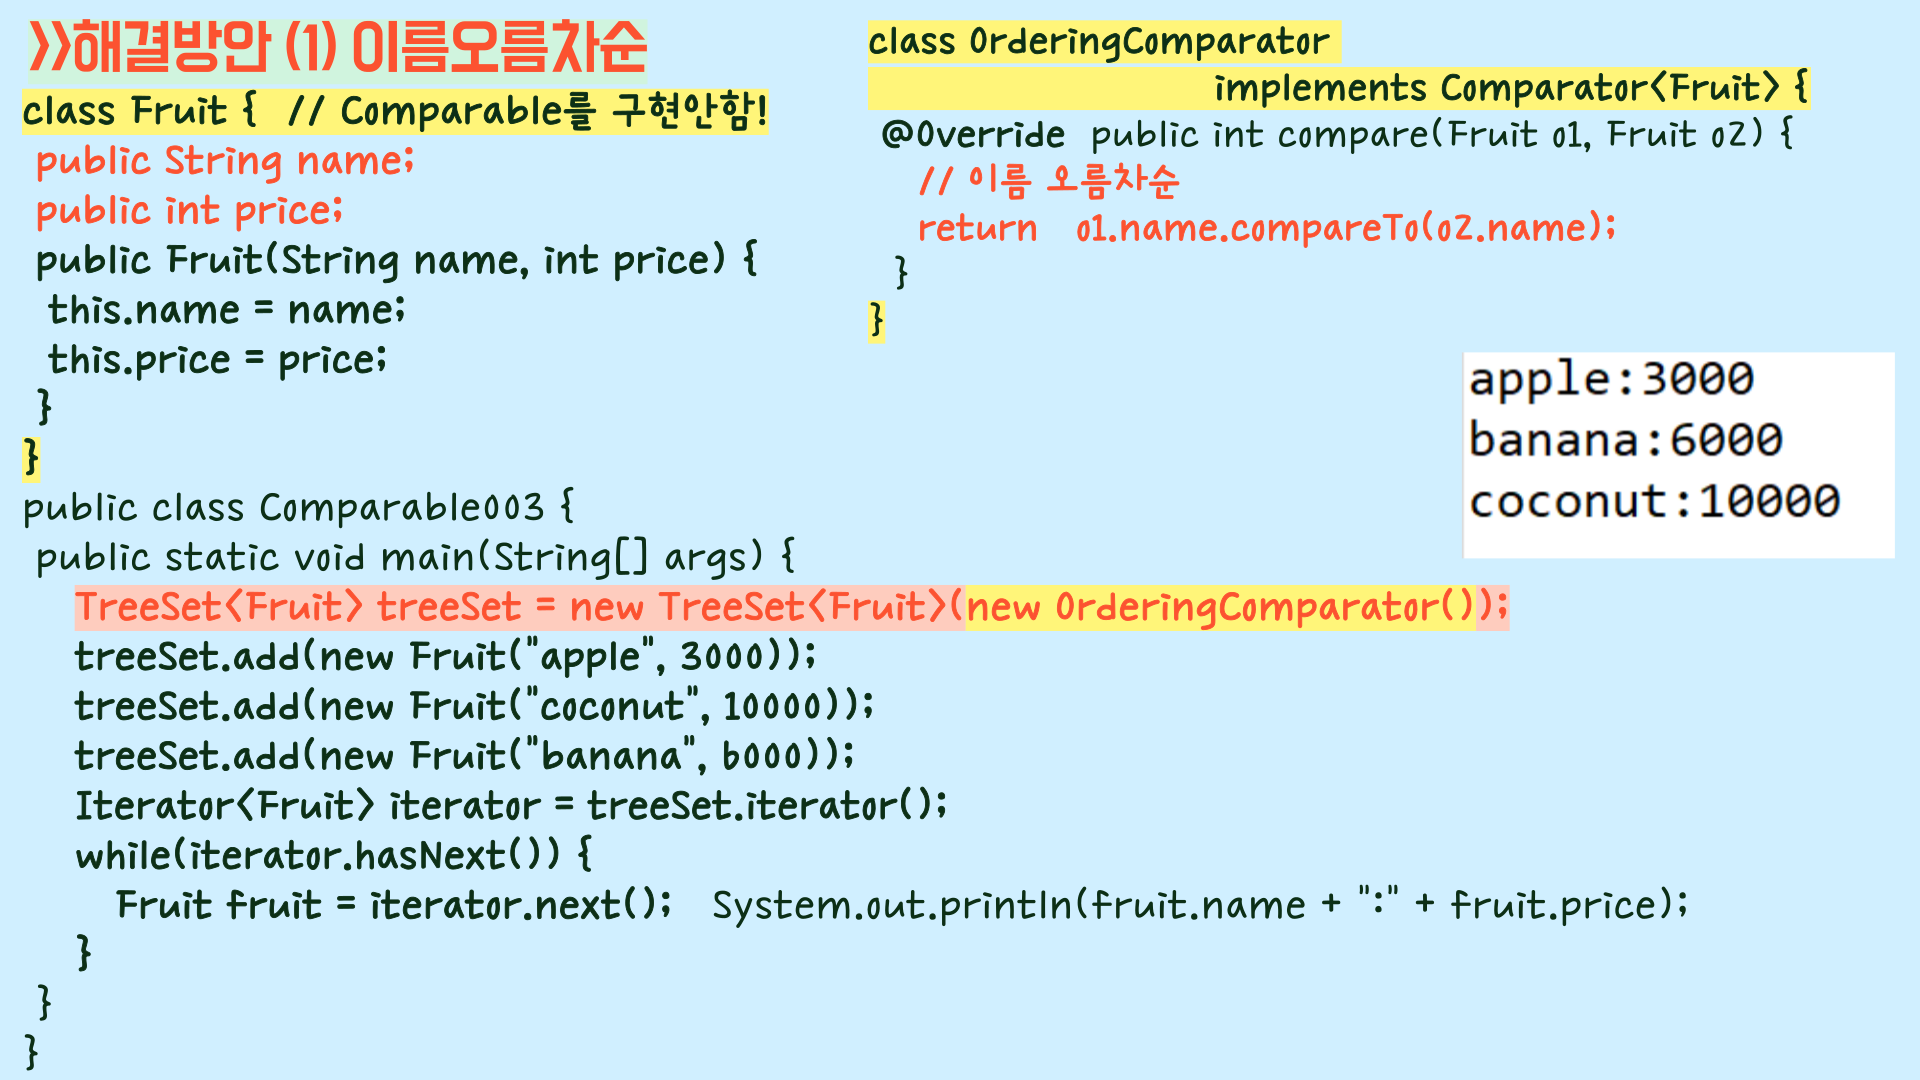 >>해결방안 (1) 이름오름차순
class Fruit {  // Comparable를 구현안함!
public String name;
public int price;
public Fruit(String name, int price) {
this.name = name;
this.price = price;
}
}
public class Comparable003 {
public static void main(String[] args) {
TreeSet<Fruit> treeSet = new TreeSet<Fruit>(new OrderingComparator());
treeSet.add(new Fruit("apple", 3000));
treeSet.add(new Fruit("coconut", 10000));
treeSet.add(new Fruit("banana", 6000));
Iterator<Fruit> iterator = treeSet.iterator();
while(iterator.hasNext()) {
Fruit fruit = iterator.next();   System.out.println(fruit.name + ":" + fruit.price);
}
}
}
class OrderingComparator
implements Comparator<Fruit> {
@Override  public int compare(Fruit o1, Fruit o2) {
// 이름 오름차순
return   o1.name.compareTo(o2.name);
}
}
apple:3000
banana:6000
coconut:10000